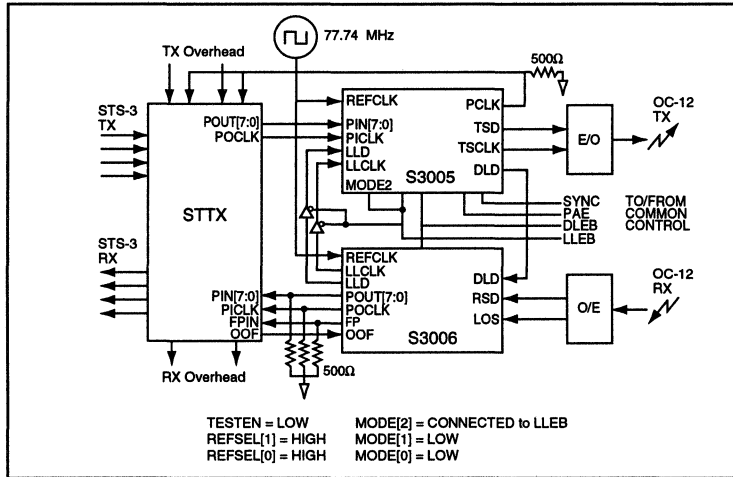 77.74 MHz
TX Overhead
500Ω
STS-3
TX
POUT[7:0]
POCLK
STTX
REFCLK
PIN[7:0]
PICLK
LLD
LLCLK
MODE2
PCLK
TSD
TSCLK
DLD
S3005
E/O
OC-12
TX
SYNC
PAE
DLEB
LLEB
TO/FROM
COMMON
CONTROL
STS-3
RX
PIN[7:0]
PICLK
FPIN
OOF
RX Overhead
500Ω
REFCLK
LLCLK
LLD
POUT[7:0]
POCLK
FP
OOF
DLD
RSD
LOS
S3006
O/E
OC-12
RX
TESTEN = LOW
REFSEL[1] = HIGH
REFSEL[0] = HIGH
MODE[2] = CONNECTED to LLEB
MODE[1] = LOW
MODE[0] = LOW